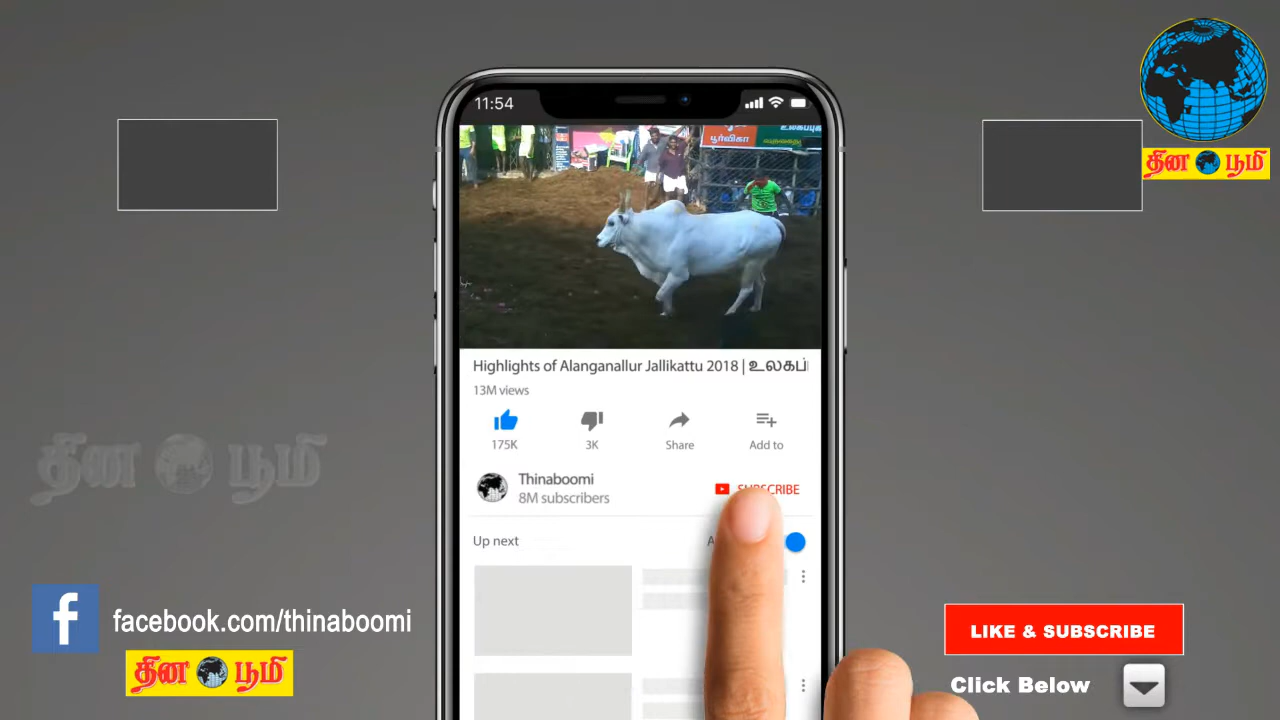 11:54
பூர்விகா
தின பூமி
Highlights of Alanganallur Jallikattu 2018 | உலகப்
13M views
175K
3K
Share
Add to
Thinaboomi
8M subscribers
SUBSCRIBE
தின பூமி
Up next
facebook.com/thinaboomi
தின பூமி
LIKE & SUBSCRIBE
Click Below